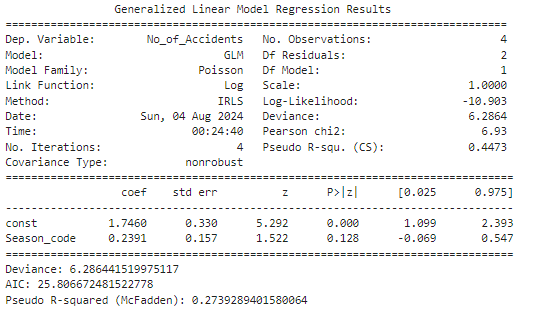 Generalized Linear Model Regression Results
==============================================================================
Dep. Variable: No_of_Accidents No. Observations: 4
Model: GLM Df Residuals: 2
Model Family: Poisson Df Model: 1
Link Function: Log Scale: 1.0000
Method: IRLS Log-Likelihood: -10.903
Date: Sun, 04 Aug 2024 Deviance: 6.2864
Time: 00:24:40 Pearson chi2: 6.93
No. Iterations: 4 Pseudo R-squ. (CS): 0.4473
Covariance Type: nonrobust
==============================================================================
coef std err z P>|z| [0.025 0.975]
------------------------------------------------------------------------------
const 1.7460 0.330 5.292 0.000 1.099 2.393
Season_code 0.2391 0.157 1.522 0.128 -0.069 0.547
==============================================================================
Deviance: 6.286441519975117
AIC: 25.806672481522778
Pseudo R-squared (McFadden): 0.2739289401580064